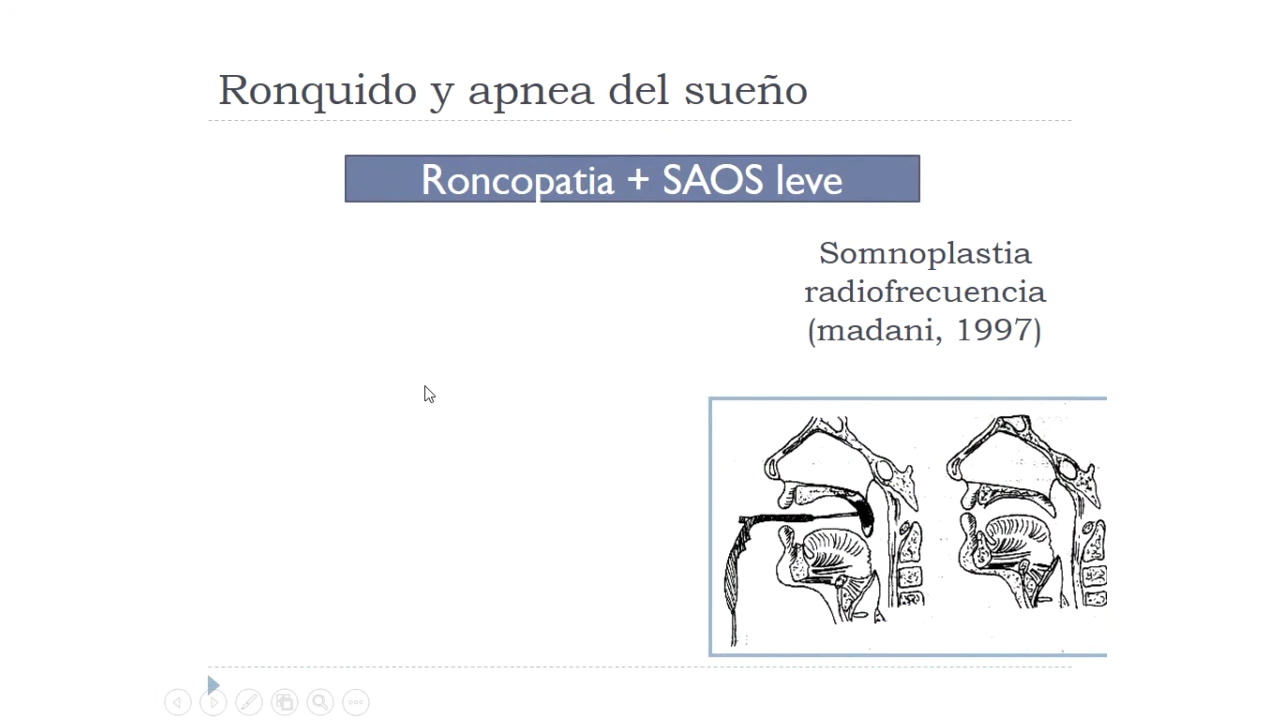 Ronquido y apnea del sueño
Roncopatia + SAOS leve
Somnoplastia
radiofrecuencia
(madani, 1997)